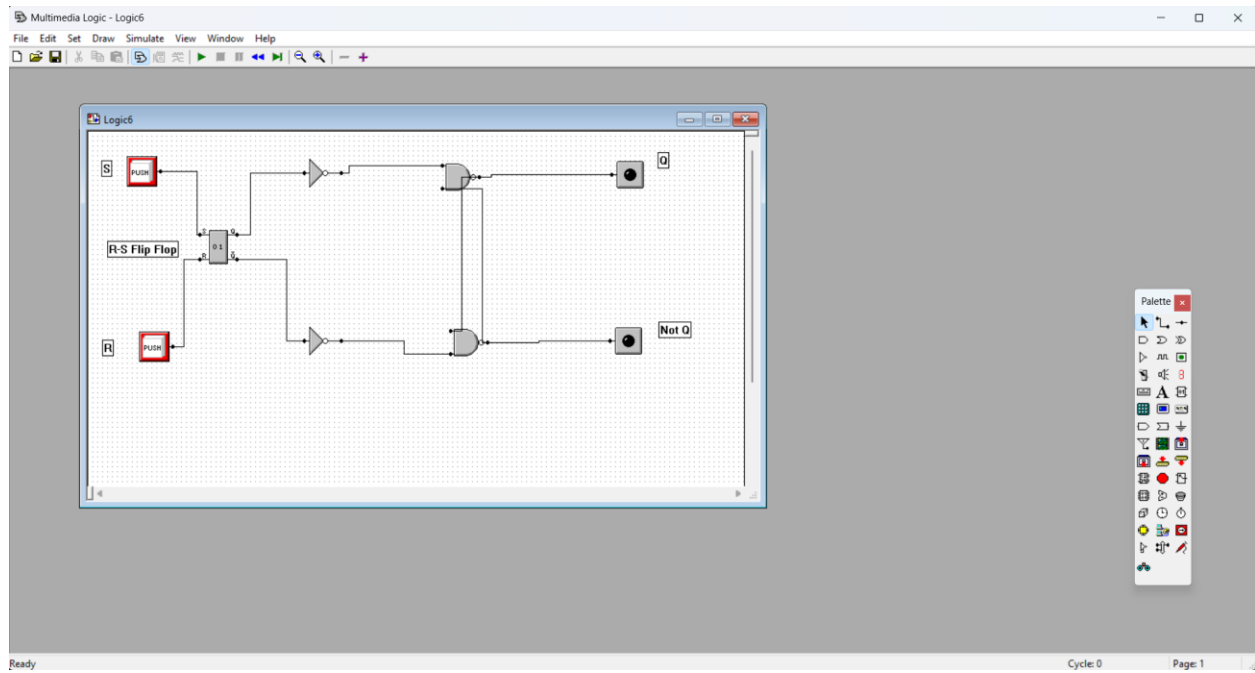 Multimedia Logic - Logic6
File Edit Set Draw Simulate View Window Help
Logic6
S
PUSH
Q
S Q
R-S Flip Flop
0 1
R Q̅
R
PUSH
Not Q
Palette
A
Ready
Cycle: 0
Page: 1